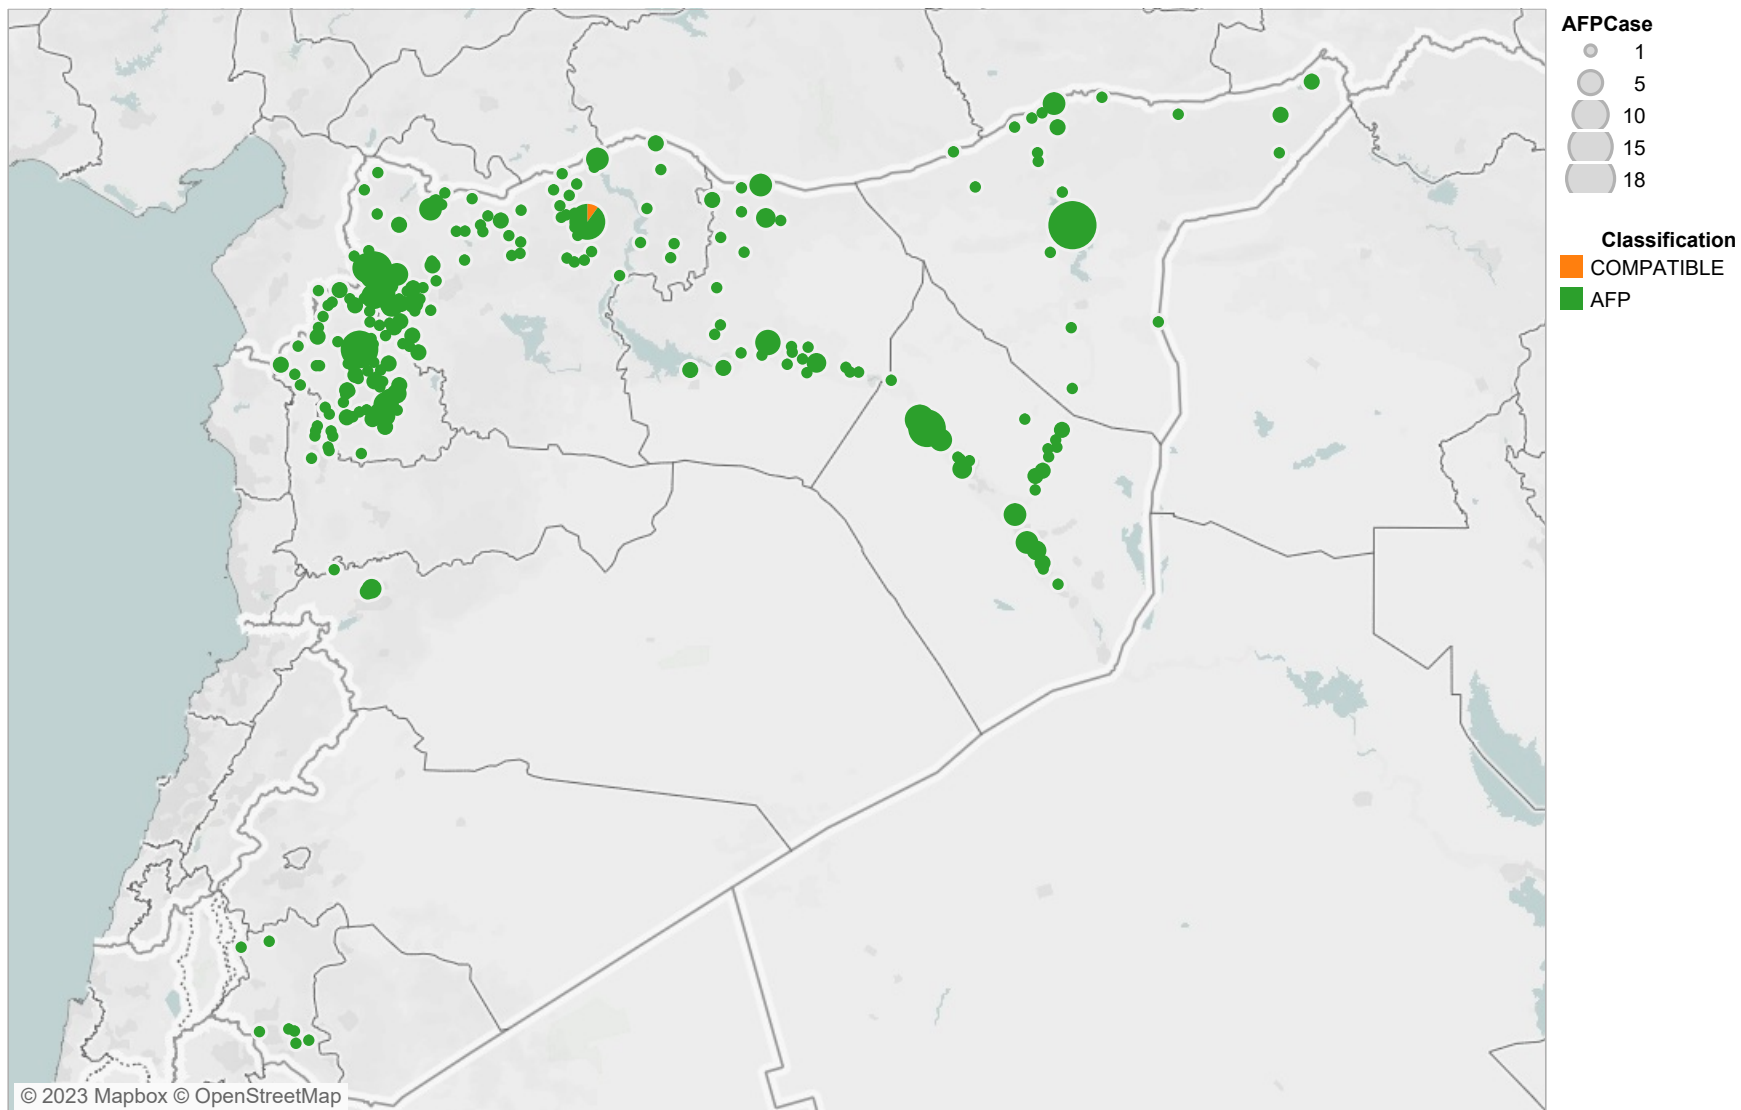 AFPCase
1
5
10
15
18
Classification
COMPATIBLE
AFP
© 2023 Mapbox © OpenStreetMap